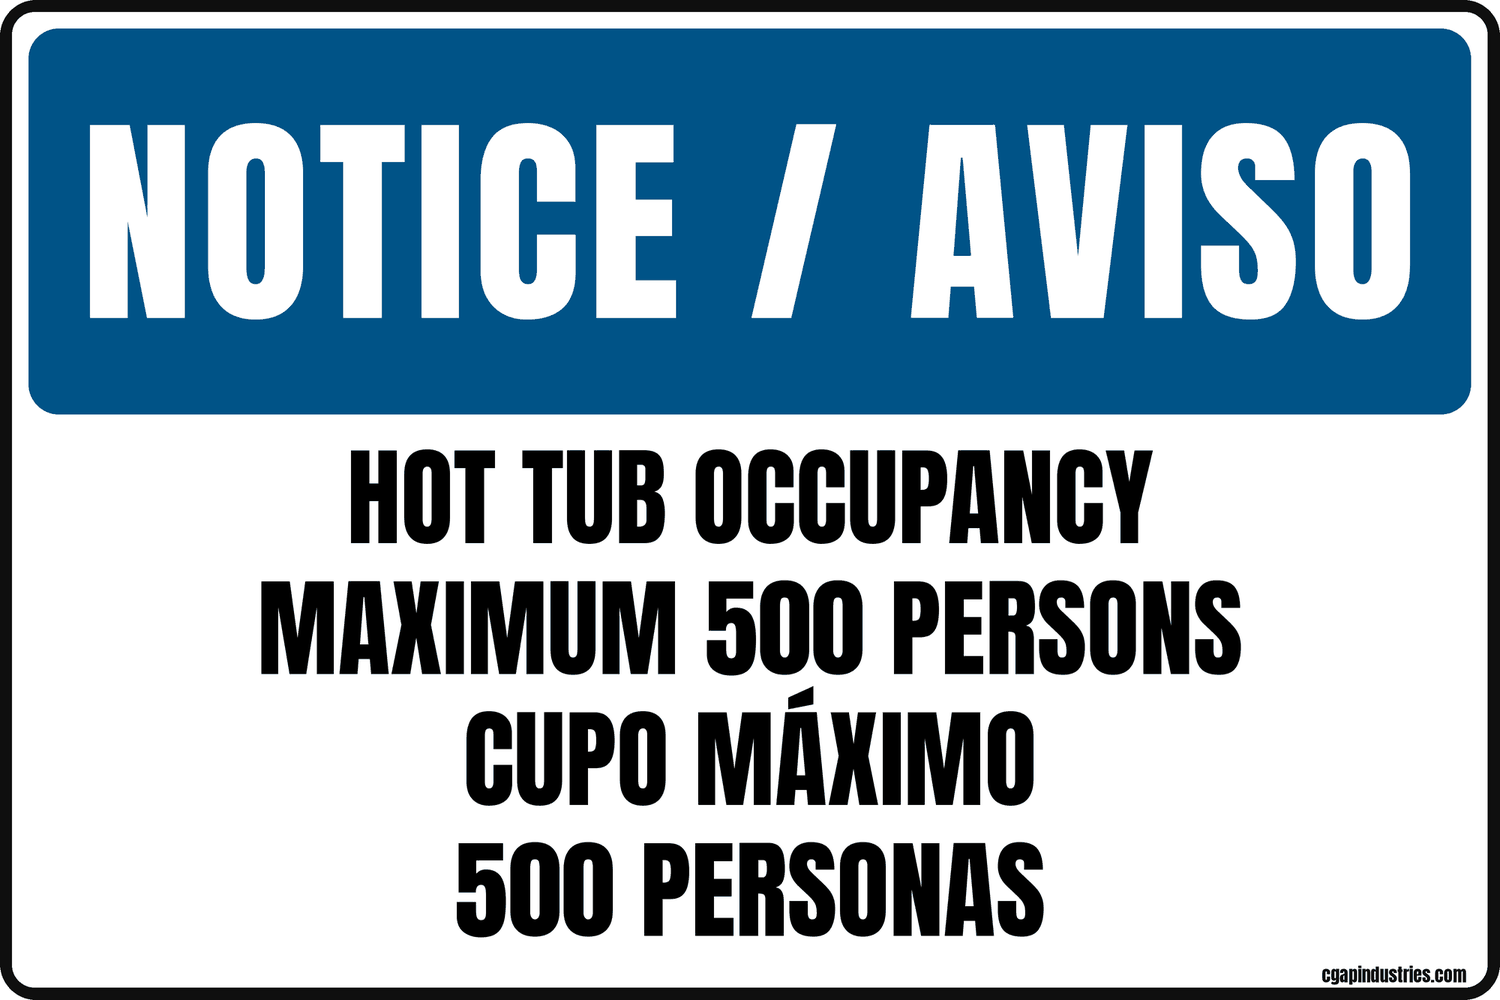 NOTICE / AVISO
HOT TUB OCCUPANCY
MAXIMUM 500 PERSONS
CUPO MÁXIMO
500 PERSONAS
cgapindustries.com